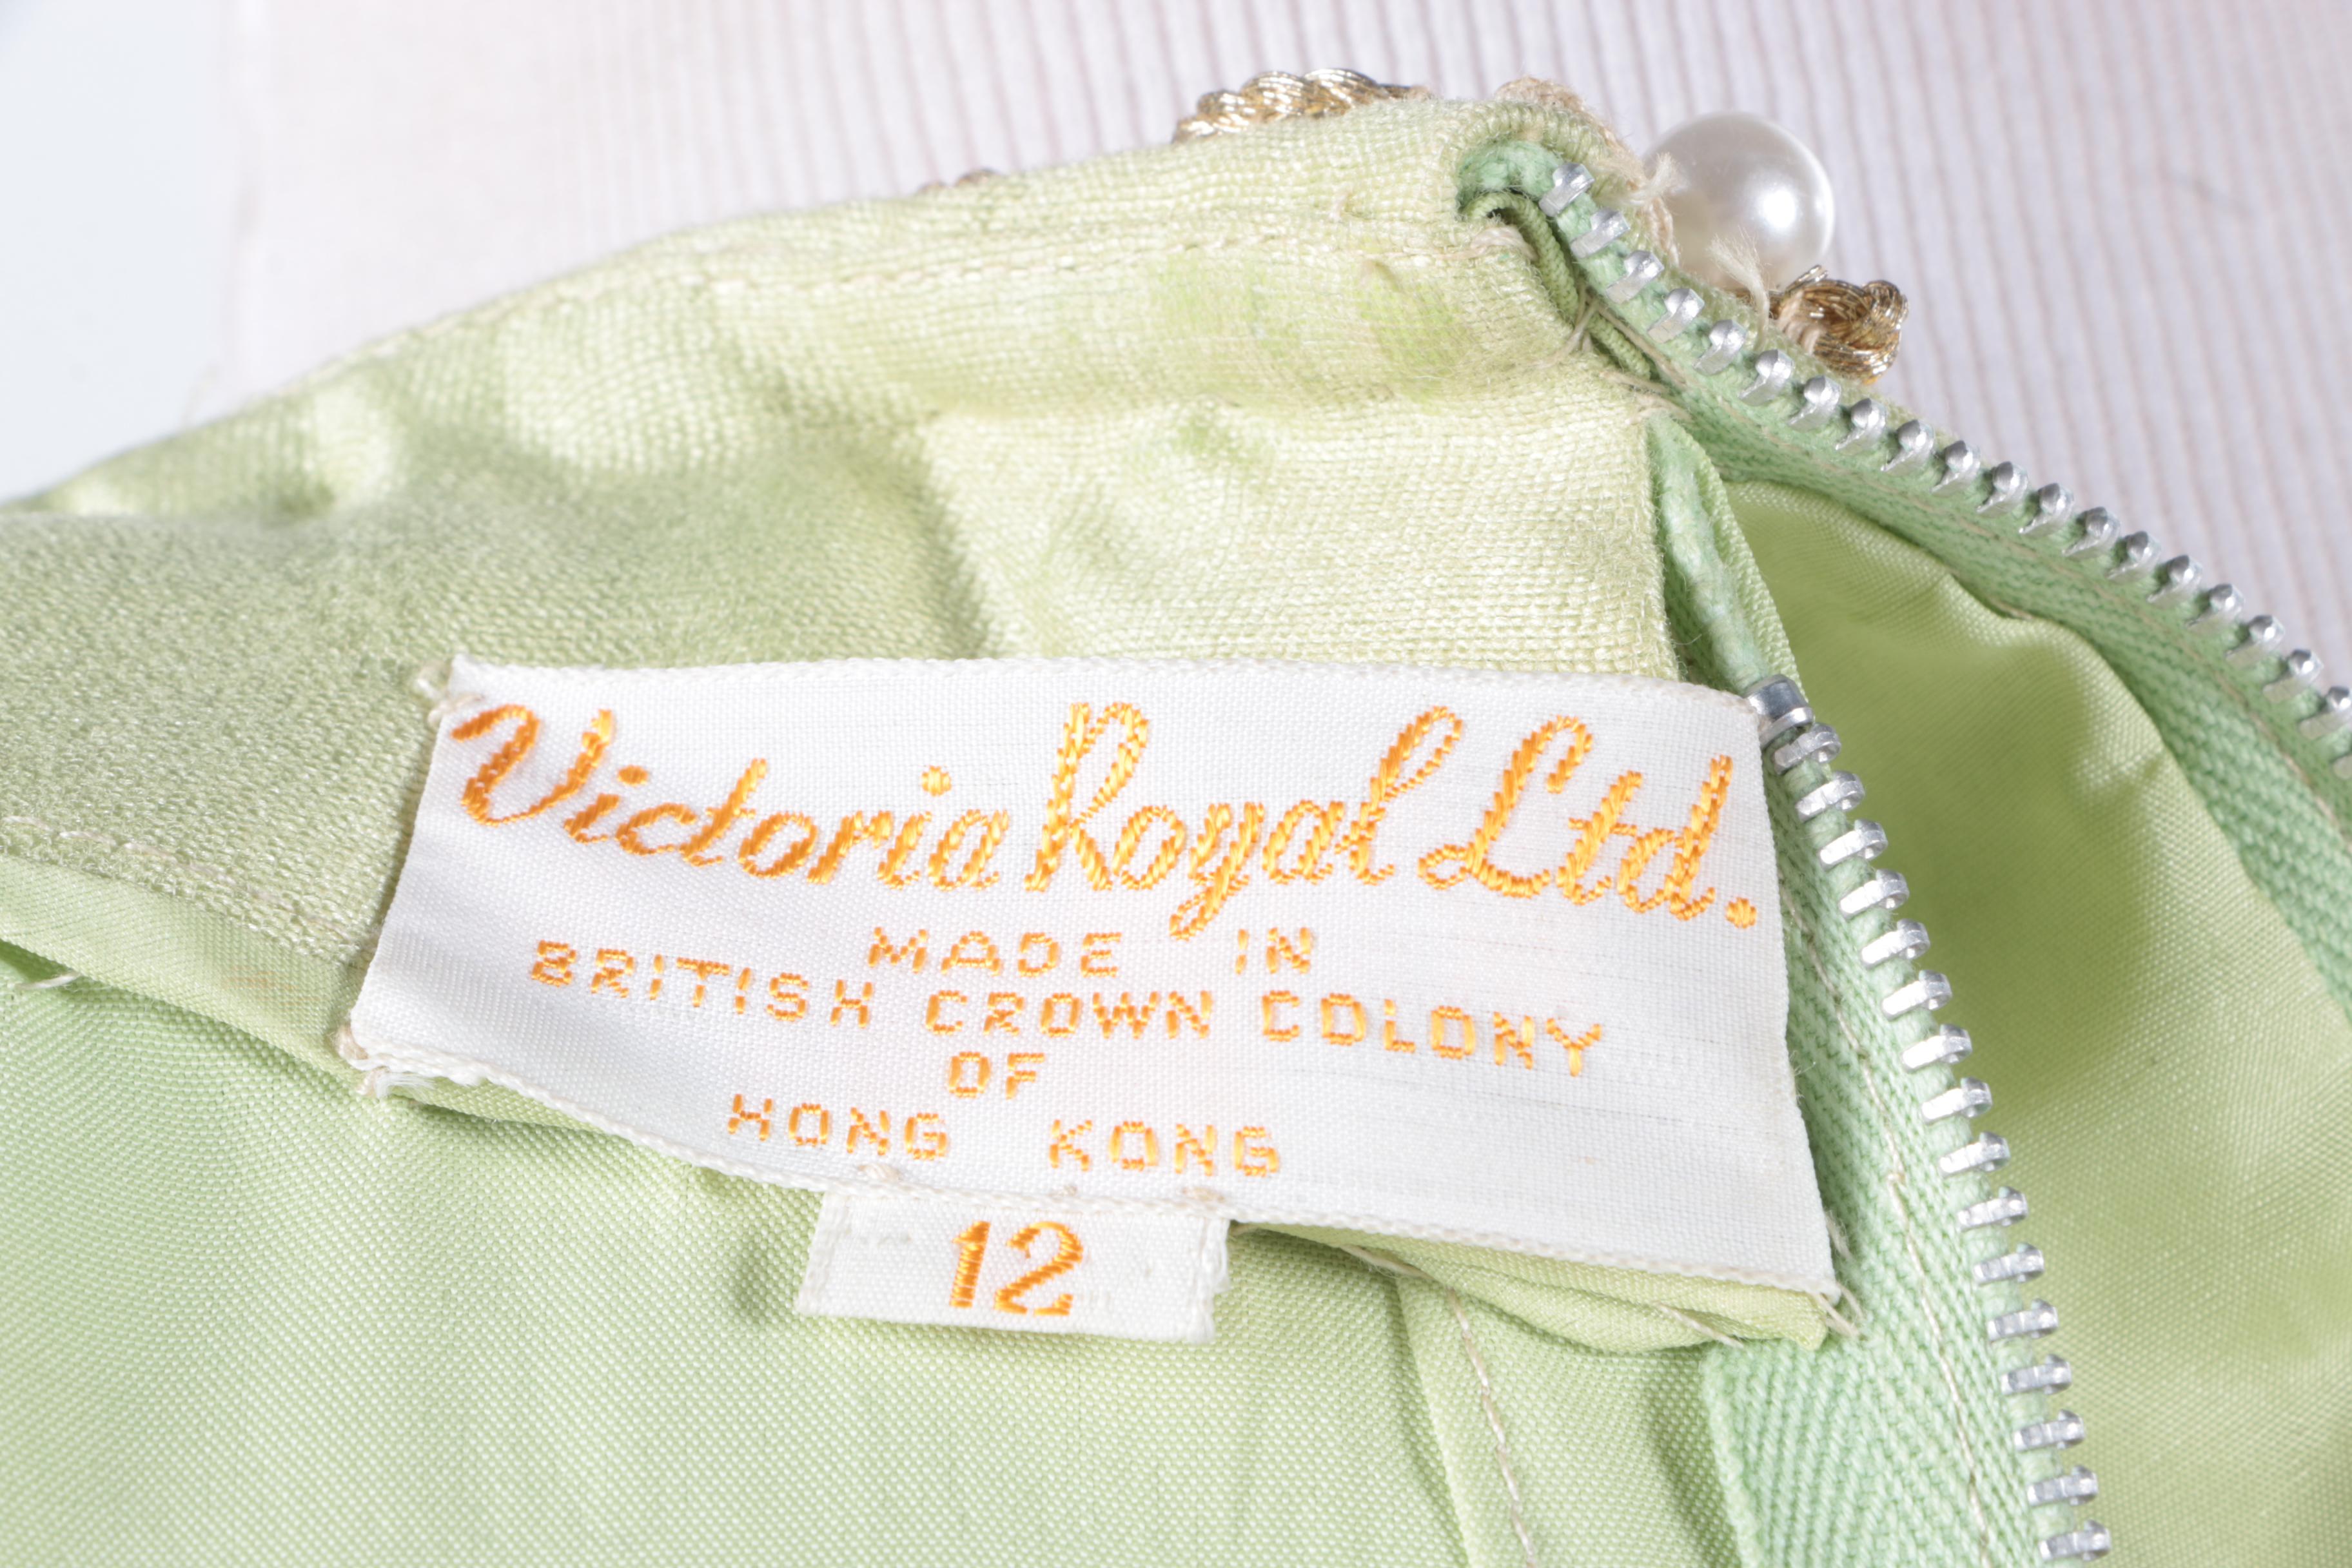 Victoria Royal Ltd.
MADE IN
BRITISH CROWN COLONY
OF
HONG KONG
12